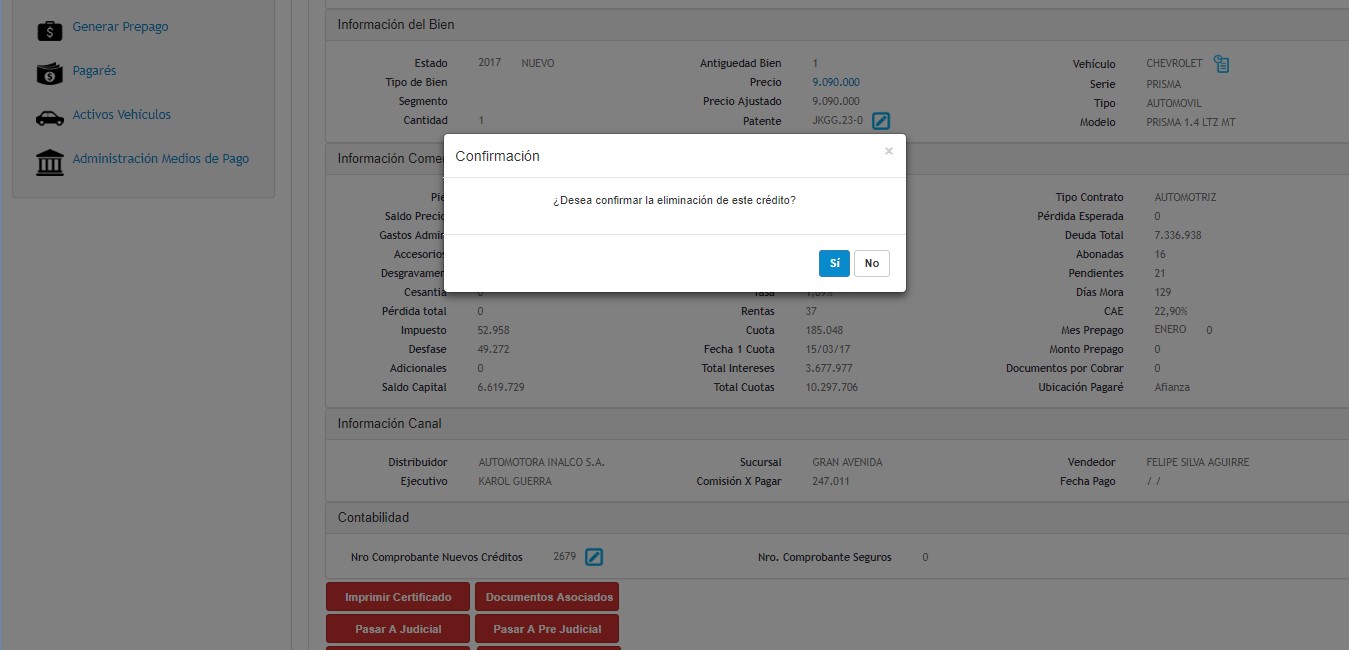 Generar Prepago
Pagarés
Activos Vehículos
Administración Medios de Pago
Información del Bien
Estado 2017 NUEVO Antiguedad Bien 1 Vehículo CHEVROLET
Tipo de Bien Precio 9.090.000 Serie PRISMA
Segmento Precio Ajustado 9.090.000 Tipo AUTOMOVIL
Cantidad 1 Patente JKGG.23-0 Modelo PRISMA 1.4 LTZ MT
Confirmación ×
¿Desea confirmar la eliminación de este crédito?
Sí No
Información Come
Pie Tipo Contrato AUTOMOTRIZ
Saldo Precio Pérdida Esperada 0
Gastos Admin Deuda Total 7.336.938
Accesorios Abonadas 16
Desgravamen Pendientes 21
Cesantia 0 Tasa 1,69% Días Mora 129
Pérdida total 0 Rentas 37 CAE 22,90%
Impuesto 52.958 Cuota 185.048 Mes Prepago ENERO 0
Desfase 49.272 Fecha 1 Cuota 15/03/17 Monto Prepago 0
Adicionales 0 Total Intereses 3.677.977 Documentos por Cobrar 0
Saldo Capital 6.619.729 Total Cuotas 10.297.706 Ubicación Pagaré Afianza
Información Canal
Distribuidor AUTOMOTORA INALCO S.A. Sucursal GRAN AVENIDA Vendedor FELIPE SILVA AGUIRRE
Ejecutivo KAROL GUERRA Comisión X Pagar 247.011 Fecha Pago / /
Contabilidad
Nro Comprobante Nuevos Créditos 2679 Nro. Comprobante Seguros 0
Imprimir Certificado Documentos Asociados
Pasar A Judicial Pasar A Pre Judicial